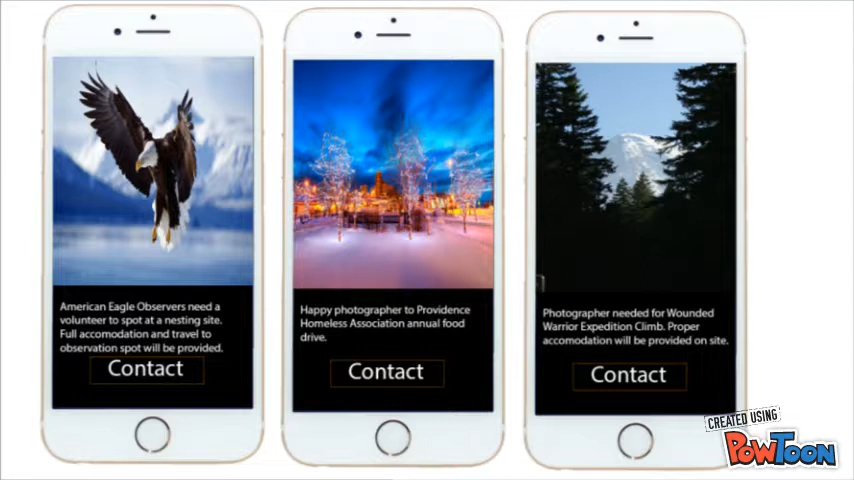 American Eagle Observers need a
volunteer to spot at a nesting site.
Full accomodation and travel to
observation spot will be provided.
Contact
Happy photographer to Providence
Homeless Association annual food
drive.
Contact
Photographer needed for Wounded
Warrior Expedition Climb. Proper
accomodation will be provided on site.
Contact
CREATED USING
POWTOON